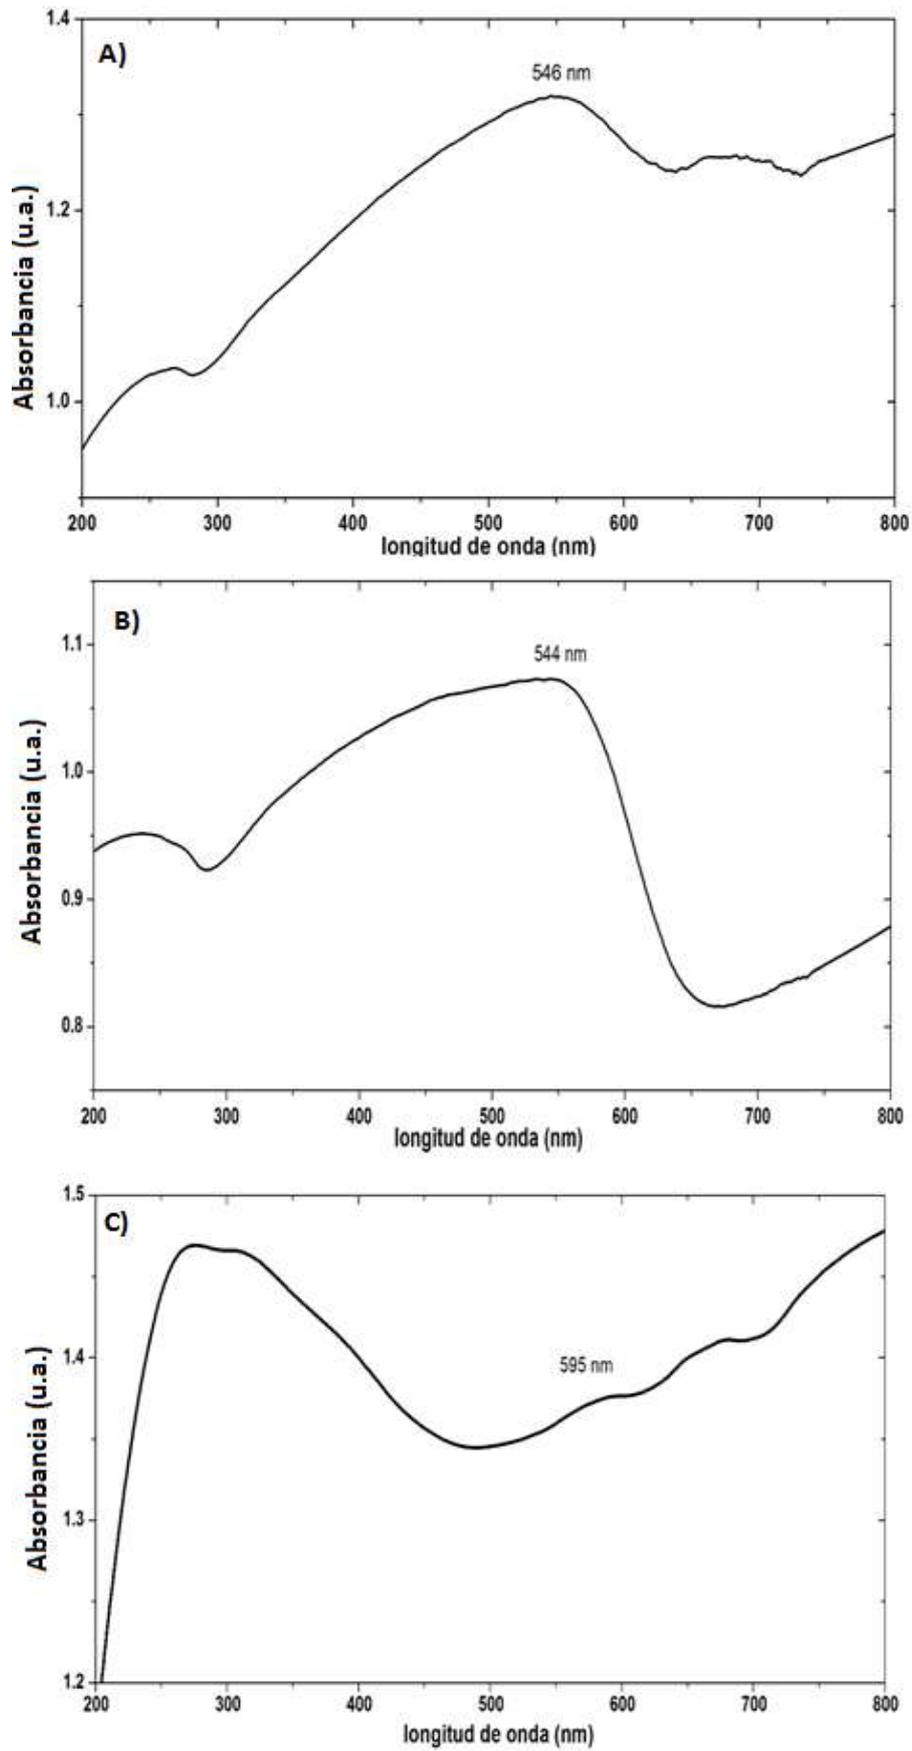 A)
546 nm
1.4
1.2
1.0
Absorbancia (u.a.)
200 300 400 500 600 700 800
longitud de onda (nm)
B)
544 nm
1.1
1.0
0.9
0.8
Absorbancia (u.a.)
200 300 400 500 600 700 800
longitud de onda (nm)
C)
595 nm
1.5
1.4
1.3
1.2
Absorbancia (u.a.)
200 300 400 500 600 700 800
longitud de onda (nm)